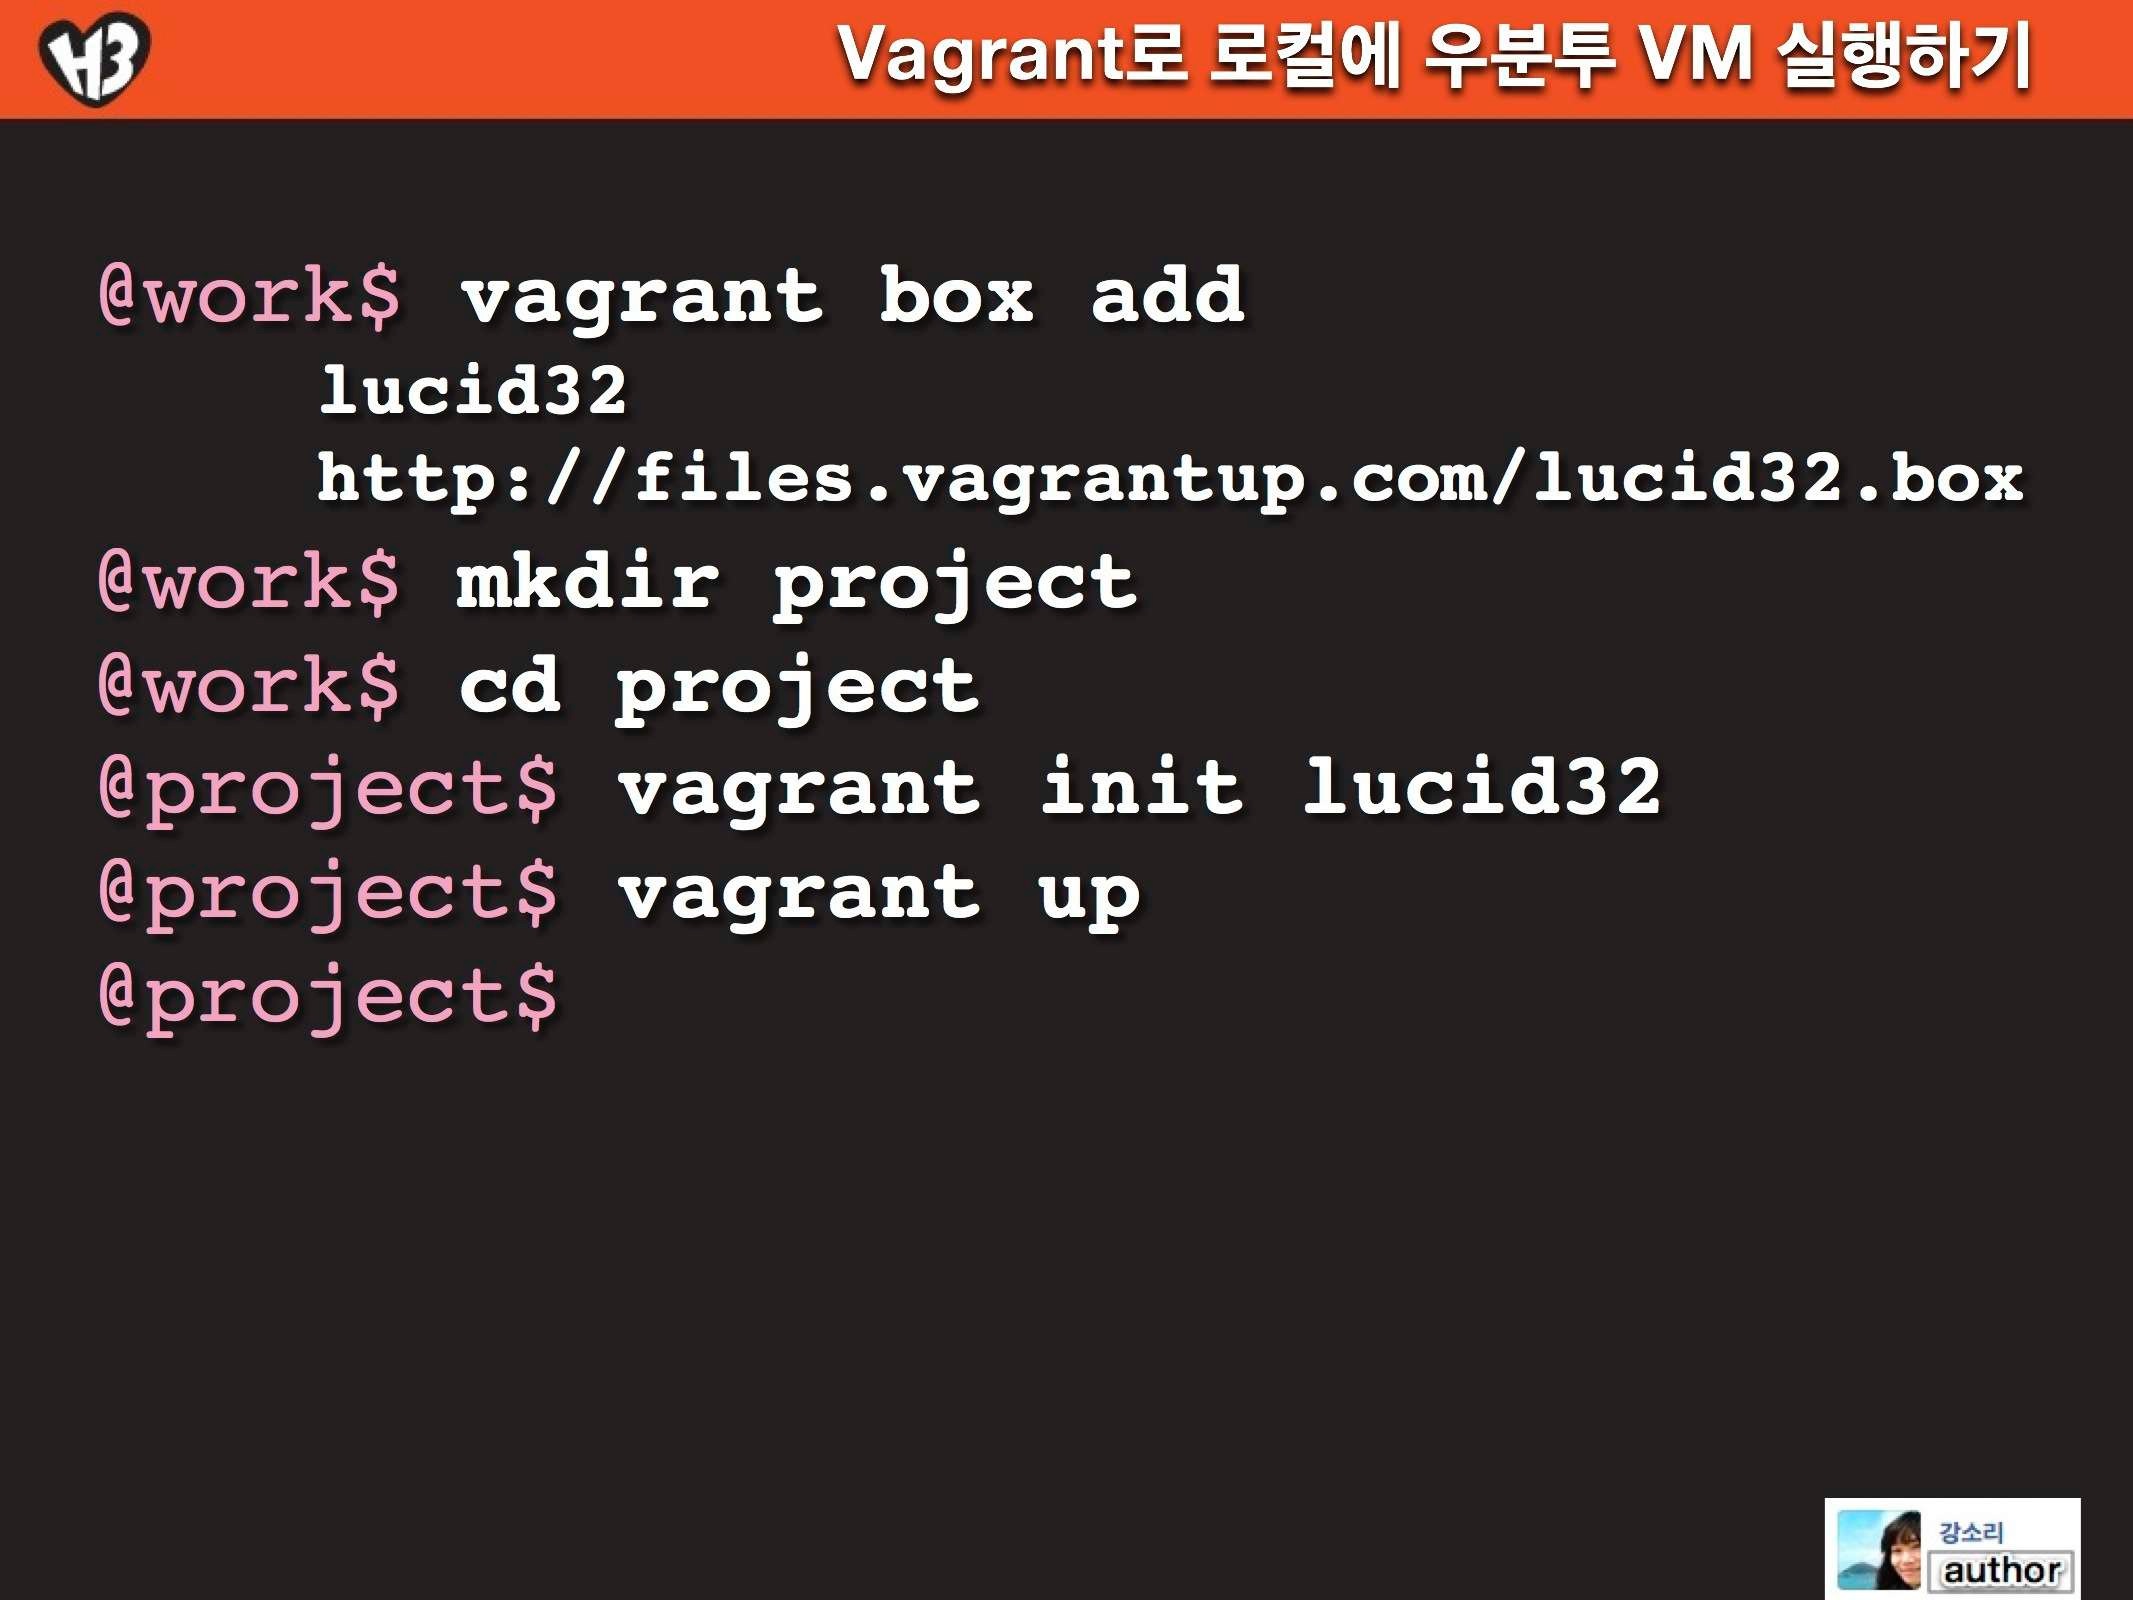 H3
Vagrant로 로컬에 우분투 VM 실행하기
@work$ vagrant box add
lucid32
http://files.vagrantup.com/lucid32.box
@work$ mkdir project
@work$ cd project
@project$ vagrant init lucid32
@project$ vagrant up
@project$
강소리
author